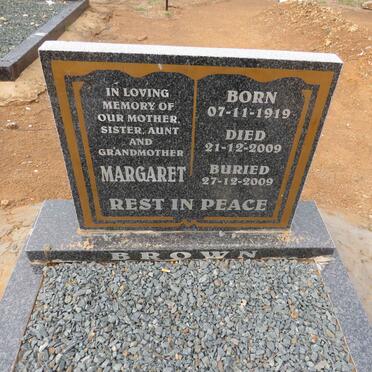 IN LOVING
MEMORY OF
OUR MOTHER,
SISTER, AUNT
AND
GRANDMOTHER
MARGARET
BORN
07-11-1919
DIED
21-12-2009
BURIED
27-12-2009
REST IN PEACE
BROWN